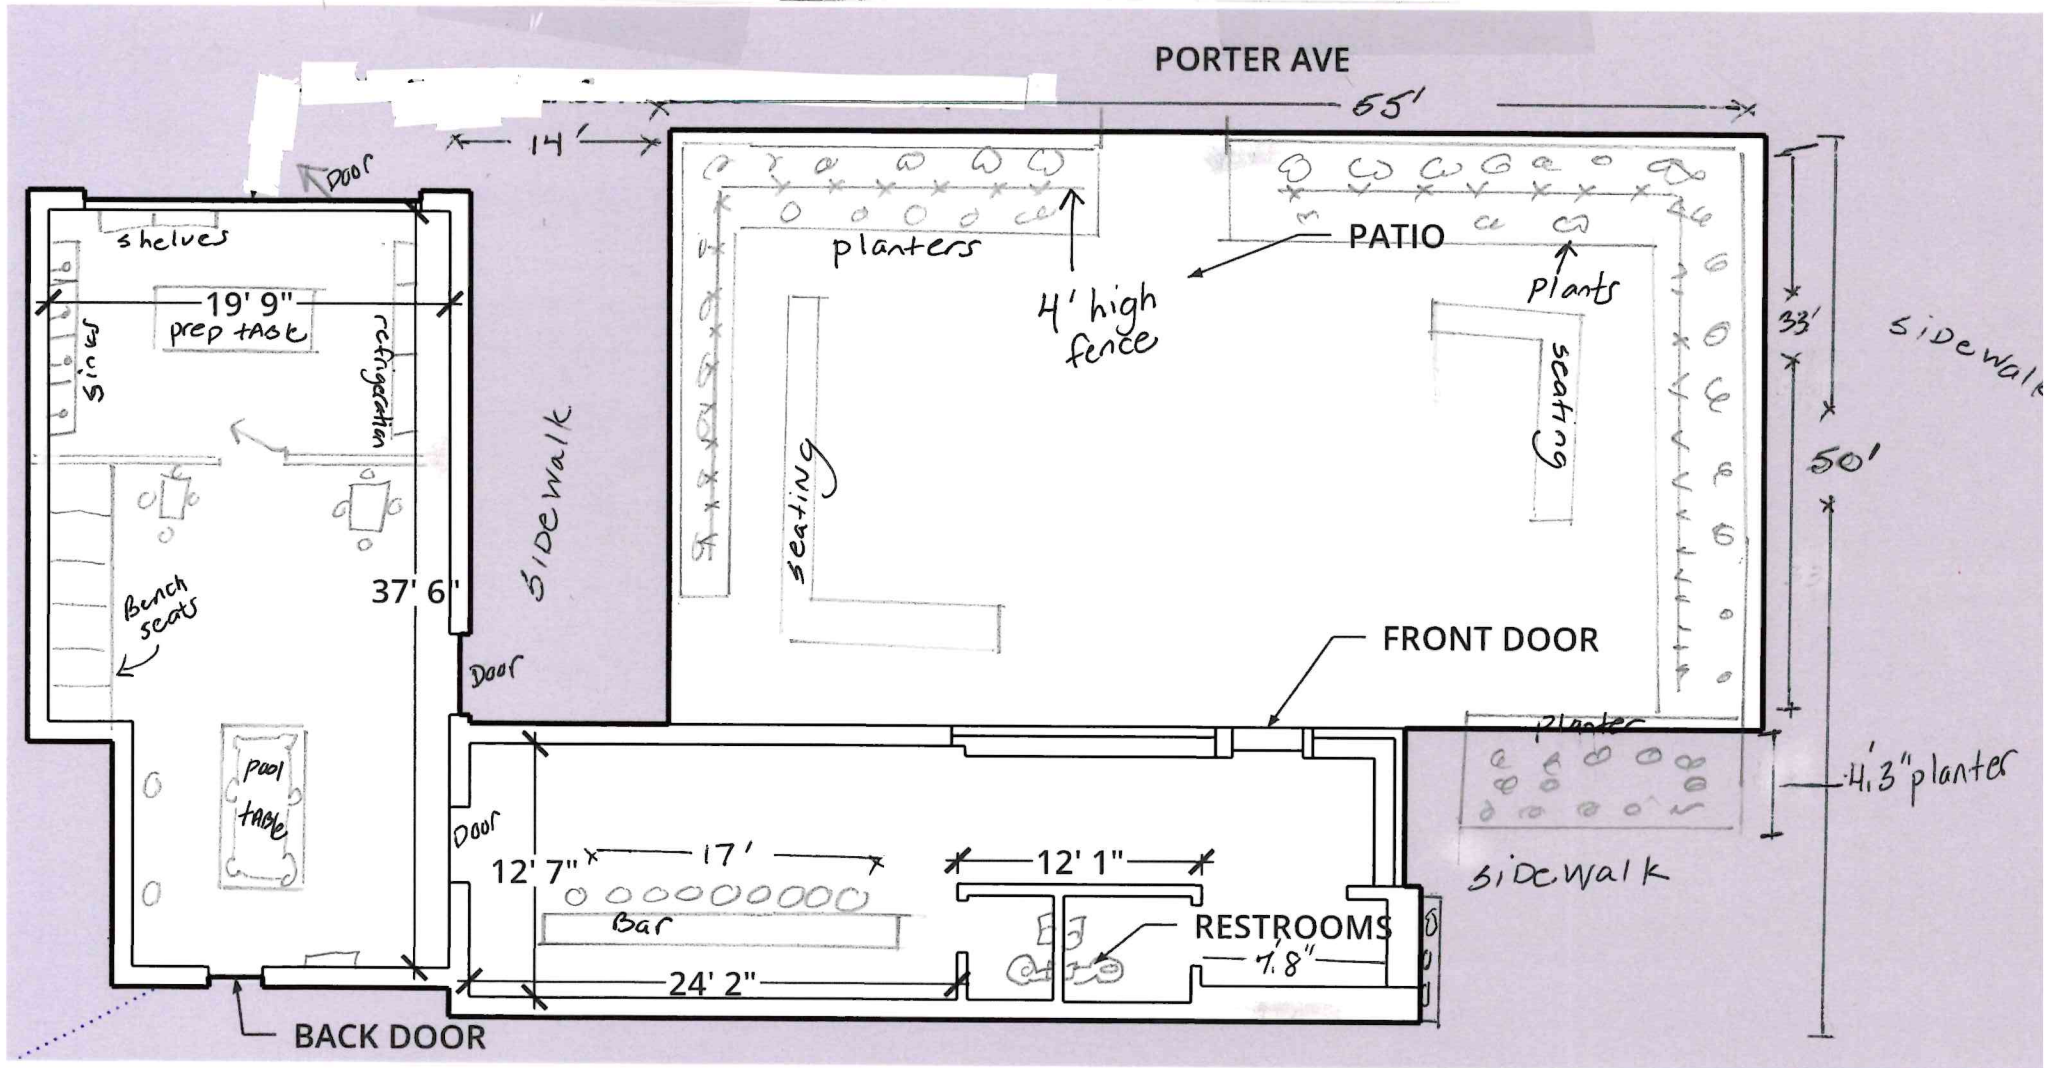 PORTER AVE
55'
14'
Door
shelves
19' 9"
prep tABle
sinks
refrigeration
planters
PATIO
4' high
fence
plants
33'
sidewalk
50'
sidewalk
seating
seating
37' 6"
Bench
seats
Door
FRONT DOOR
planter
4'.3" planter
pool
tABle
Door
12' 7"
17'
12' 1"
sidewalk
Bar
RESTROOMS
7'.8"
24' 2"
BACK DOOR